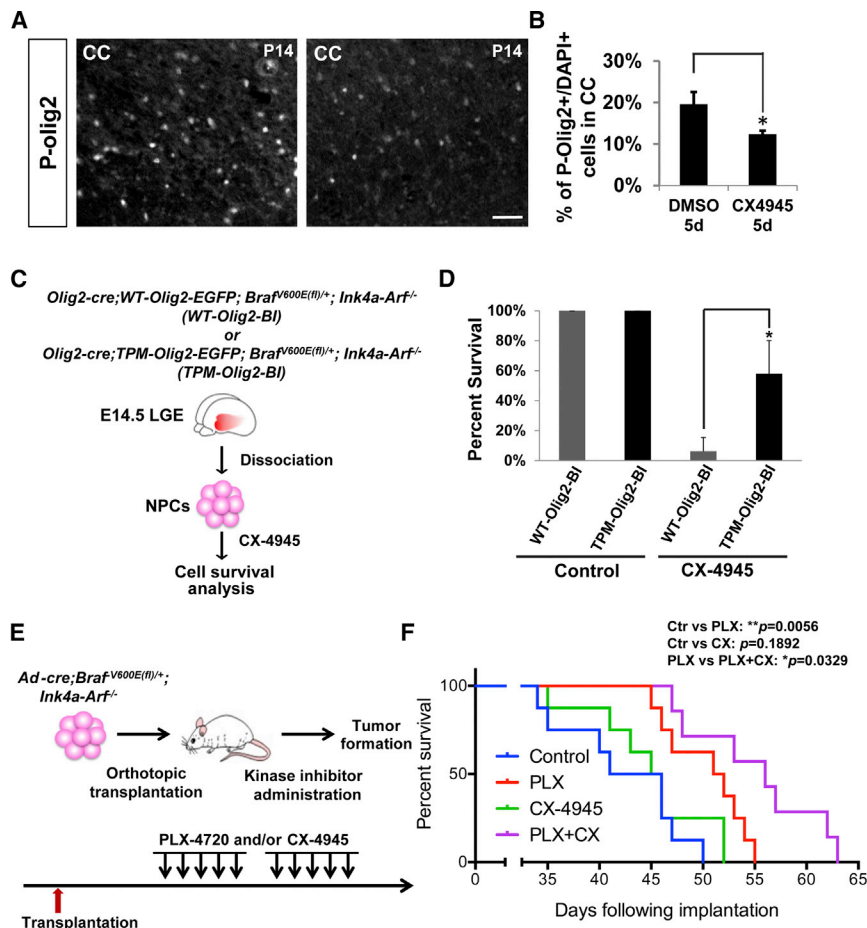 A
P-olig2
CC
P14
CC
P14
B
% of P-Olig2+/DAPI+
cells in CC
30%
20%
10%
0%
*
DMSO
5d
CX4945
5d
C
Olig2-cre;WT-Olig2-EGFP; BrafV600E(fl)/+; Ink4a-Arf-/-
(WT-Olig2-BI)
or
Olig2-cre;TPM-Olig2-EGFP; BrafV600E(fl)/+; Ink4a-Arf-/-
(TPM-Olig2-BI)
E14.5 LGE
Dissociation
NPCs
CX-4945
Cell survival
analysis
D
Percent Survival
100%
80%
60%
40%
20%
0%
*
WT-Olig2-BI
TPM-Olig2-BI
WT-Olig2-BI
TPM-Olig2-BI
Control
CX-4945
E
Ad-cre;BrafV600E(fl)/+;
Ink4a-Arf-/-
Orthotopic
transplantation
Kinase inhibitor
administration
Tumor
formation
PLX-4720 and/or CX-4945
Transplantation
F
Ctr vs PLX: **p=0.0056
Ctr vs CX: p=0.1892
PLX vs PLX+CX: *p=0.0329
Percent survival
100
50
0
Control
PLX
CX-4945
PLX+CX
0
35
40
45
50
55
60
65
Days following implantation